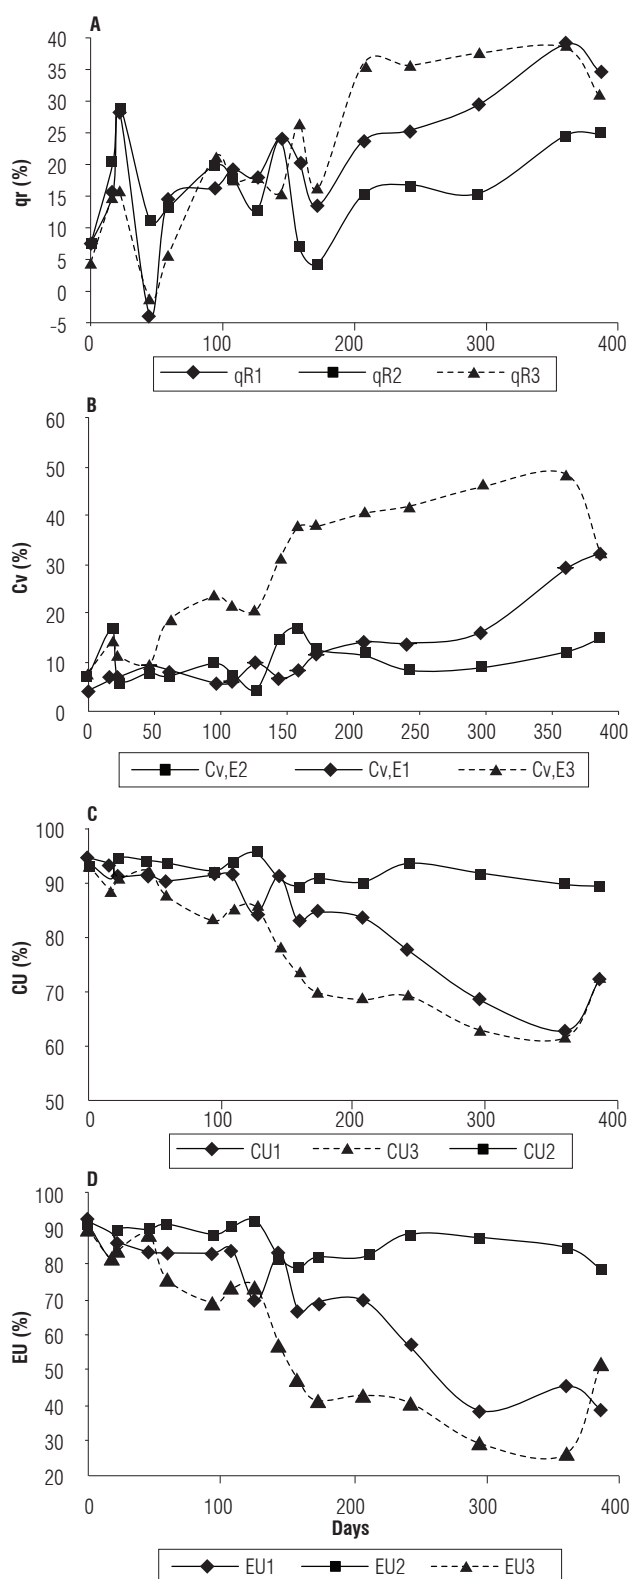 A
40
35
30
25
20
15
10
5
0
-5
qr (%)
0 100 200 300 400
qR1 qR2 qR3
B
60
50
40
30
20
10
0
Cv (%)
0 50 100 150 200 250 300 350 400
Cv,E2 Cv,E1 Cv,E3
C
100
90
80
70
60
50
CU (%)
0 100 200 300 400
CU1 CU3 CU2
D
100
90
80
70
60
50
40
30
20
EU (%)
0 100 200 300 400
Days
EU1 EU2 EU3